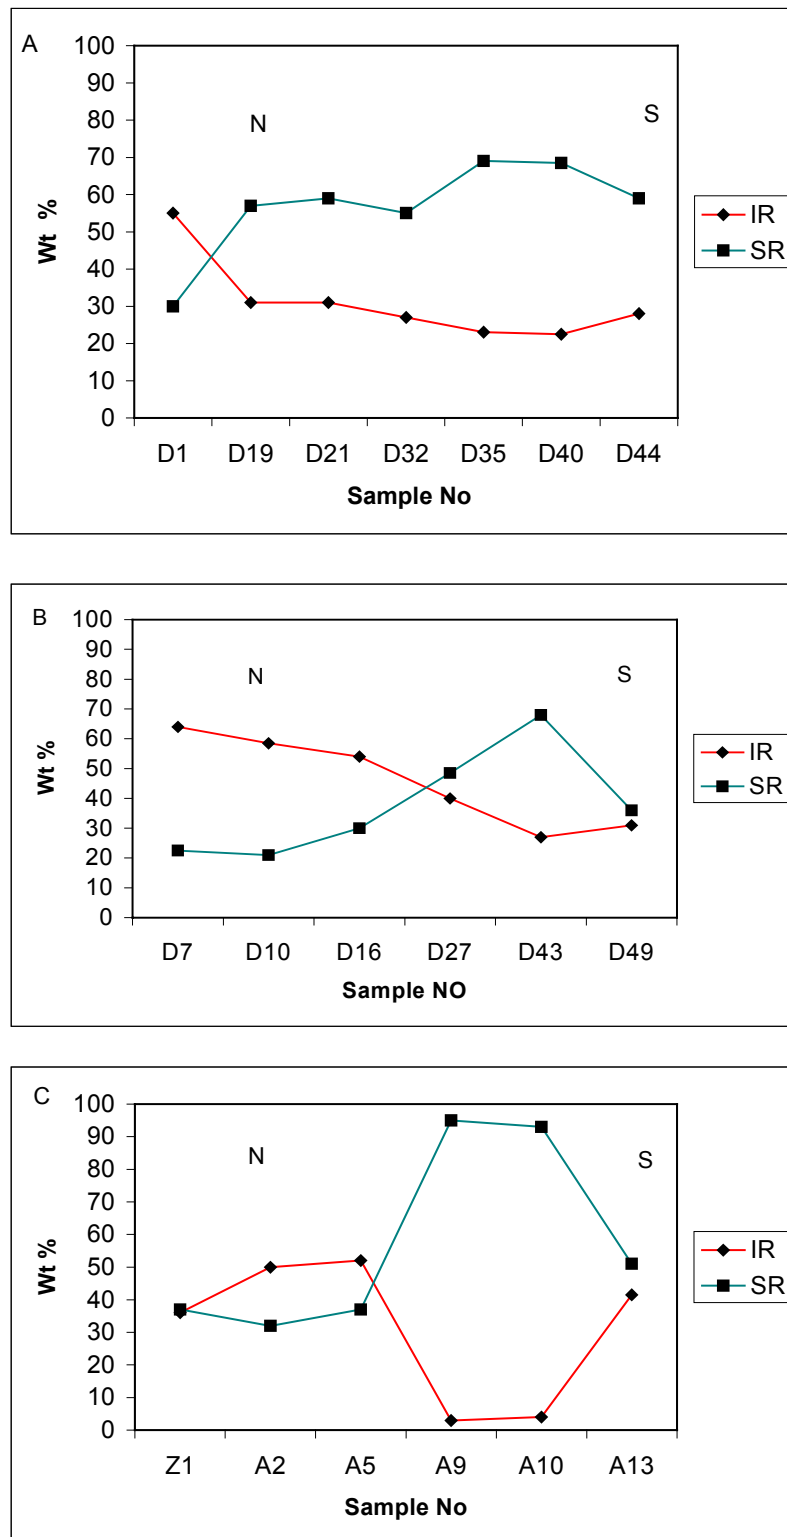 A
100
90
80
70
60
50
40
30
20
10
0
Wt %
N
S
IR
SR
D1 D19 D21 D32 D35 D40 D44
Sample No
B
100
90
80
70
60
50
40
30
20
10
0
Wt %
N
S
IR
SR
D7 D10 D16 D27 D43 D49
Sample NO
C
100
90
80
70
60
50
40
30
20
10
0
Wt %
N
S
IR
SR
Z1 A2 A5 A9 A10 A13
Sample No